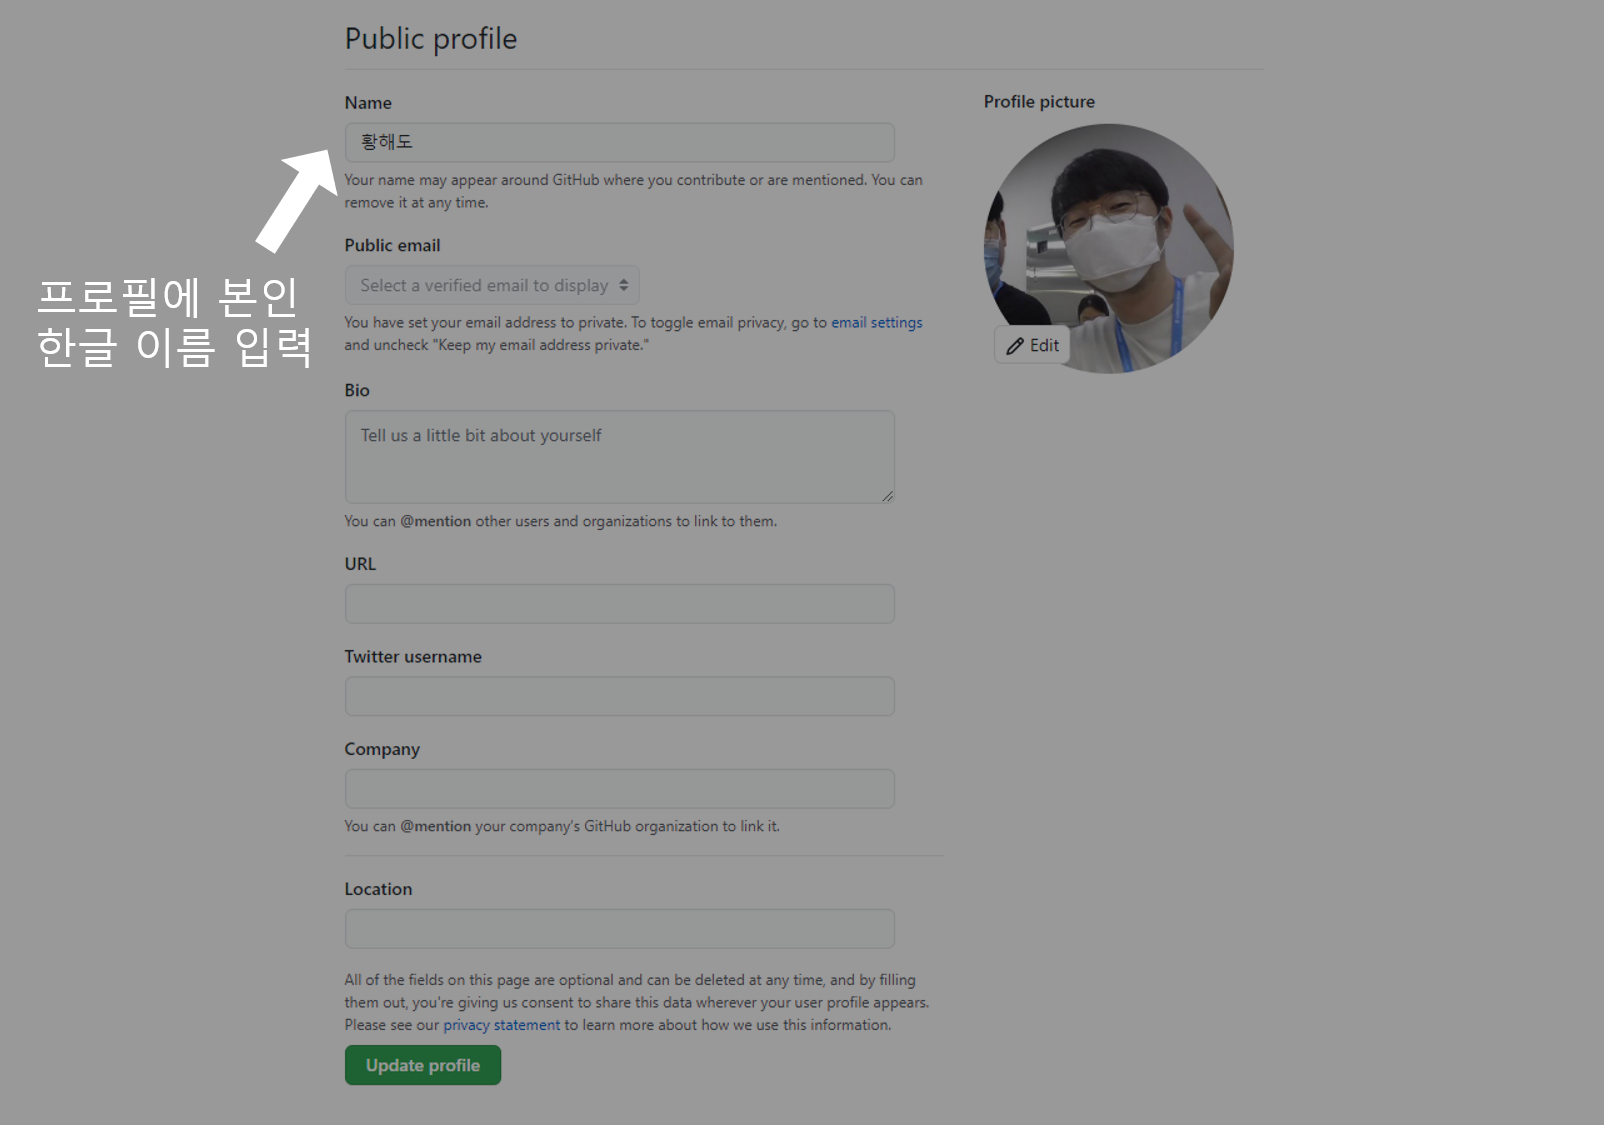 Public profile
Name
황해도
Your name may appear around GitHub where you contribute or are mentioned. You can
remove it at any time.
프로필에 본인
한글 이름 입력
Public email
Select a verified email to display
You have set your email address to private. To toggle email privacy, go to email settings
and uncheck "Keep my email address private."
Bio
Tell us a little bit about yourself
You can @mention other users and organizations to link to them.
URL
Twitter username
Company
You can @mention your company's GitHub organization to link it.
Location
All of the fields on this page are optional and can be deleted at any time, and by filling
them out, you're giving us consent to share this data wherever your user profile appears.
Please see our privacy statement to learn more about how we use this information.
Update profile
Profile picture
Edit